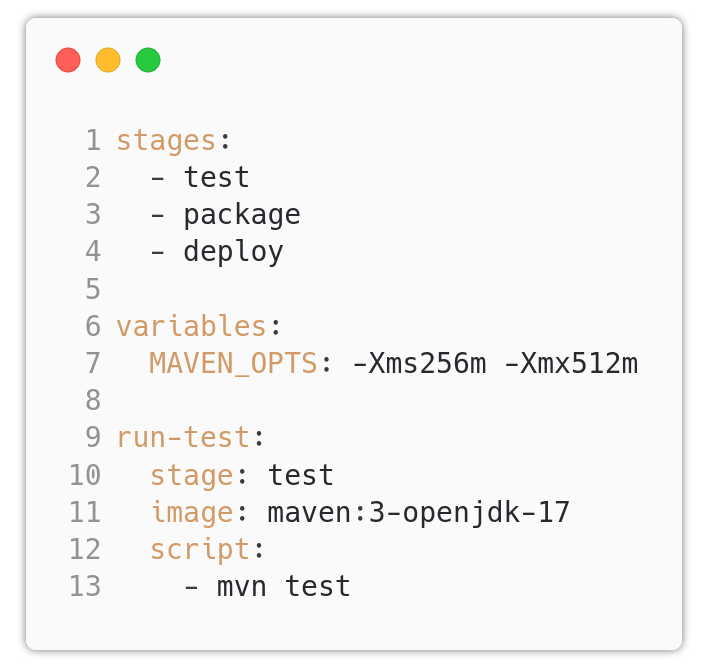 1 stages:
2   - test
3   - package
4   - deploy
5
6 variables:
7   MAVEN_OPTS: -Xms256m -Xmx512m
8
9 run-test:
10   stage: test
11   image: maven:3-openjdk-17
12   script:
13     - mvn test